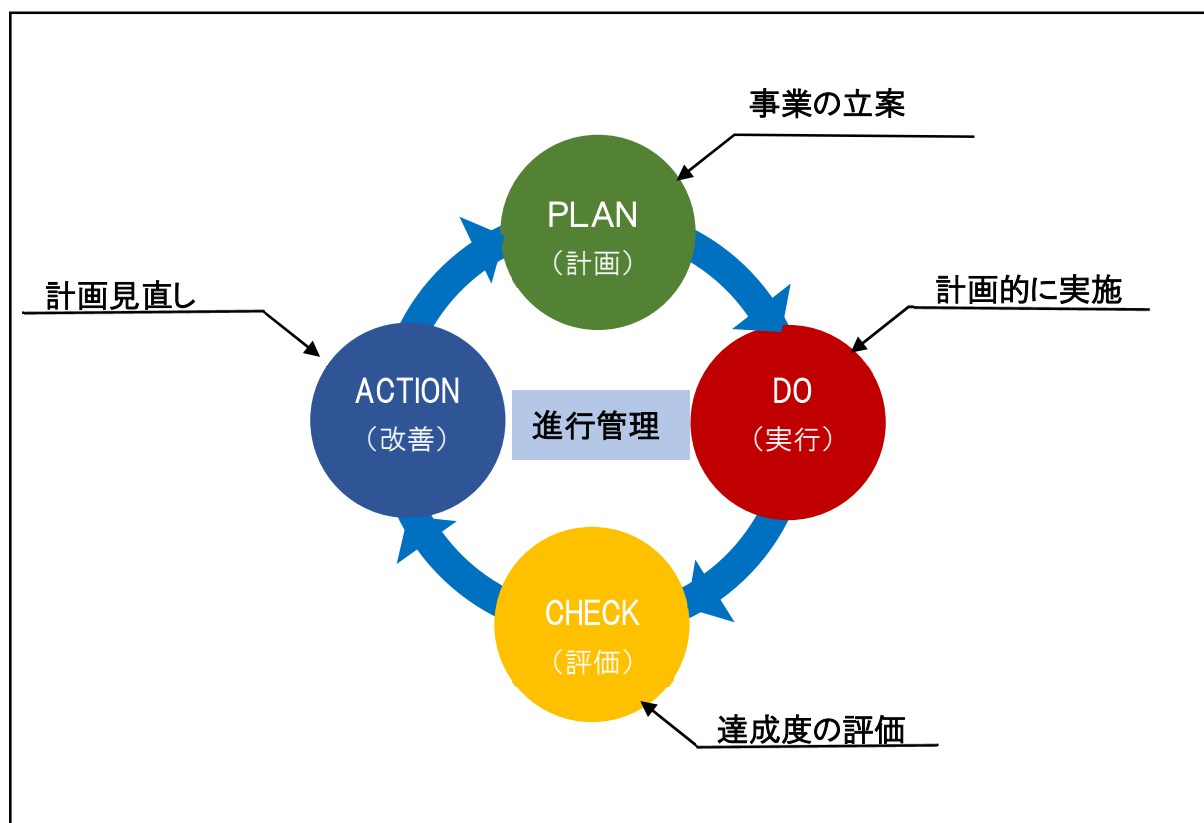 事業の立案
PLAN
（計画）
計画見直し
計画的に実施
ACTION
（改善）
進行管理
DO
（実行）
CHECK
（評価）
達成度の評価